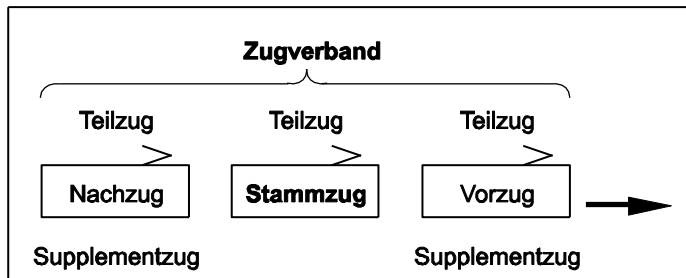 Zugverband
Teilzug Teilzug Teilzug
Nachzug Stammzug Vorzug
Supplementzug Supplementzug